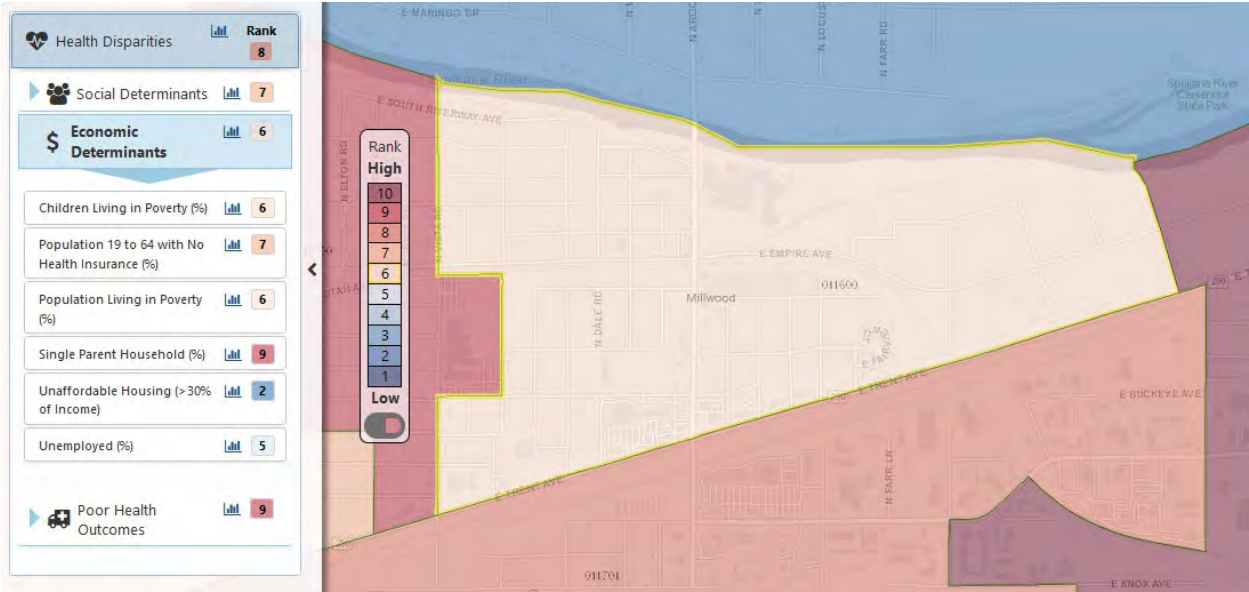 Health Disparities
Rank
8
Social Determinants
7
Economic
Determinants
6
Children Living in Poverty (%)
6
Population 19 to 64 with No
Health Insurance (%)
7
Population Living in Poverty
(%)
6
Single Parent Household (%)
9
Unaffordable Housing (>30%
of Income)
2
Unemployed (%)
5
Poor Health
Outcomes
9
Rank
High
10
9
8
7
6
5
4
3
2
1
Low
E MARINGO DR
N ARGO
N LOCUST
N FARR RD
Spokane River
Centennial
State Park
E SOUTH RIVERWAY AVE
N ELTON RD
N VISTA RD
E EMPIRE AVE
011600
Millwood
N DALE RD
290
E TRENT AVE
E BUCKEYE AVE
E TRENT AVE
N FARR LN
290
011701
E KNOX AVE